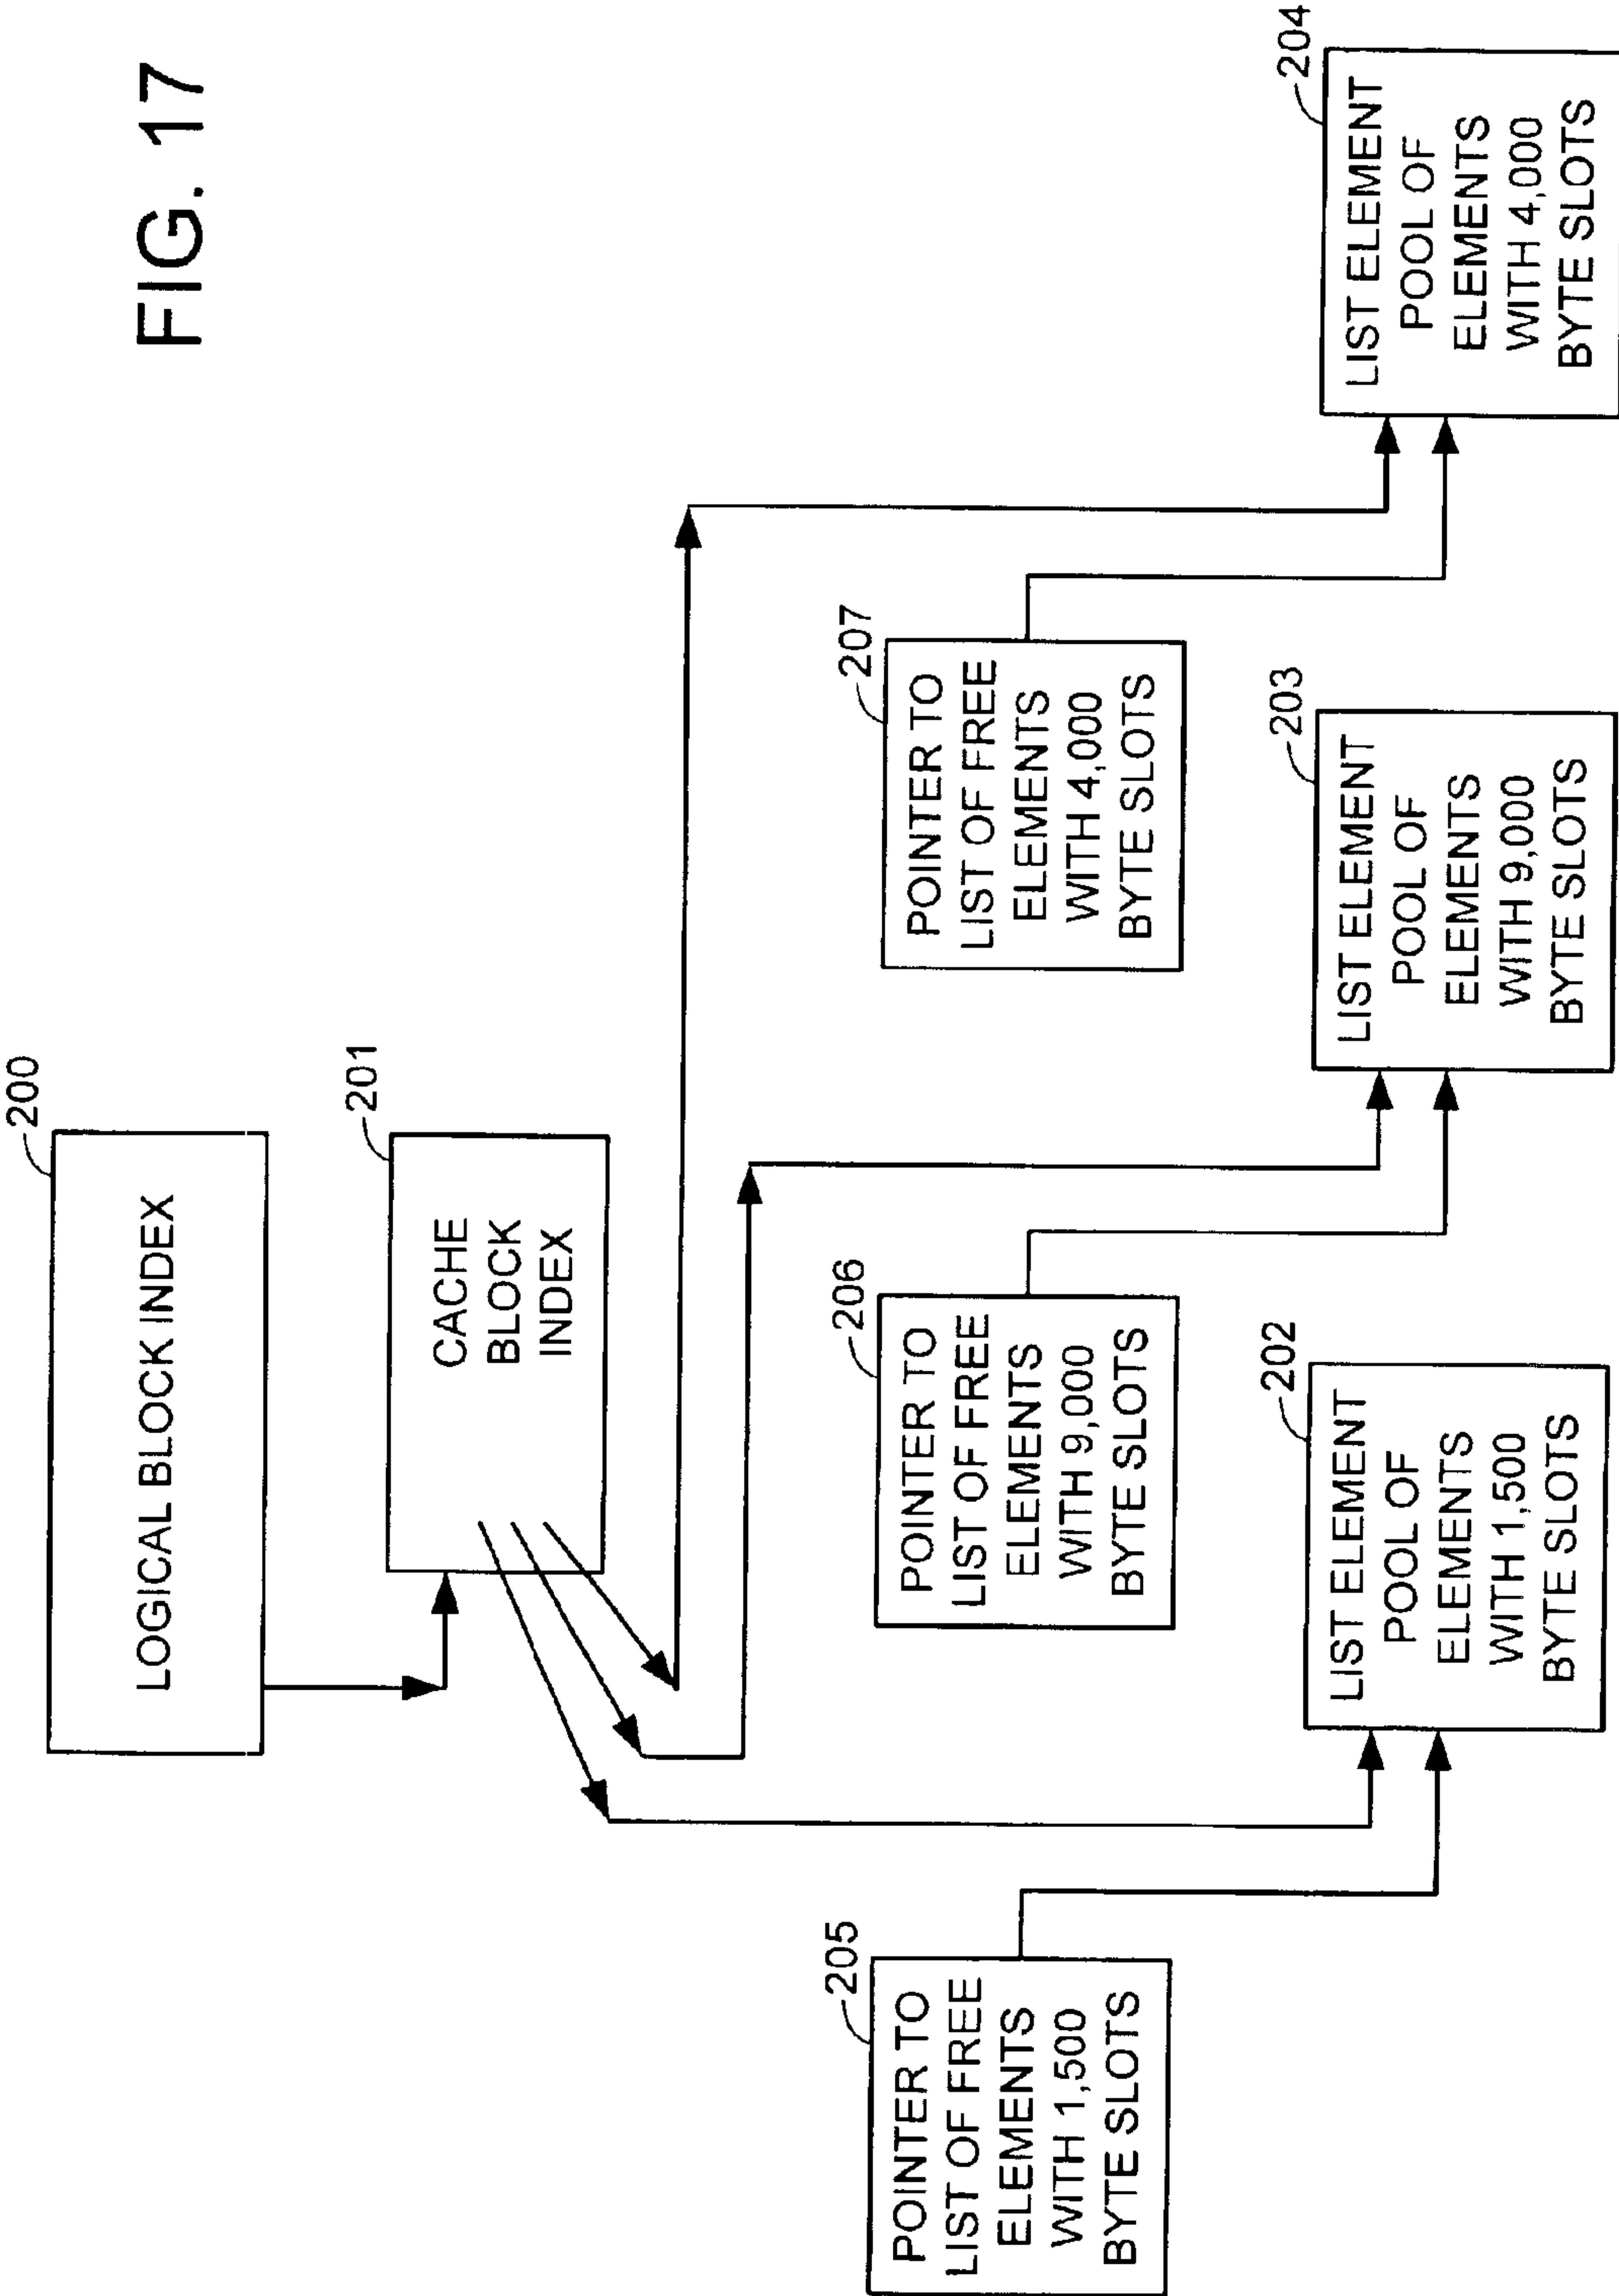 FIG. 17
200
LOGICAL BLOCK INDEX
201
CACHE
BLOCK
INDEX
205
POINTER TO
LIST OF FREE
ELEMENTS
WITH 1,500
BYTE SLOTS
206
POINTER TO
LIST OF FREE
ELEMENTS
WITH 9,000
BYTE SLOTS
207
POINTER TO
LIST OF FREE
ELEMENTS
WITH 4,000
BYTE SLOTS
202
LIST ELEMENT
POOL OF
ELEMENTS
WITH 1,500
BYTE SLOTS
203
LIST ELEMENT
POOL OF
ELEMENTS
WITH 9,000
BYTE SLOTS
204
LIST ELEMENT
POOL OF
ELEMENTS
WITH 4,000
BYTE SLOTS